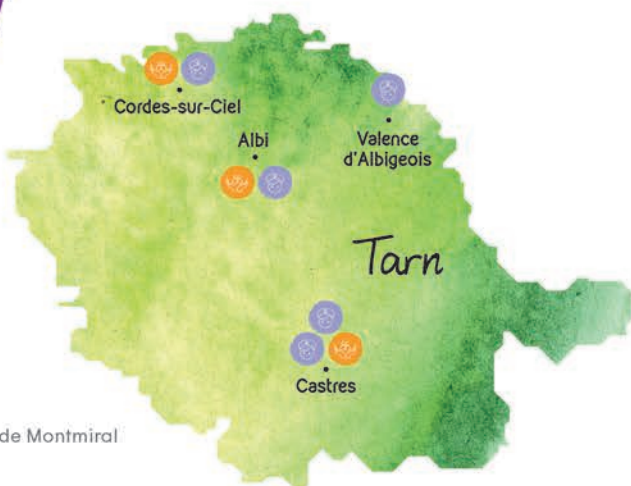 Cordes-sur-Ciel
Valence
d'Albigeois
Albi
Tarn
Castres
de Montmiral